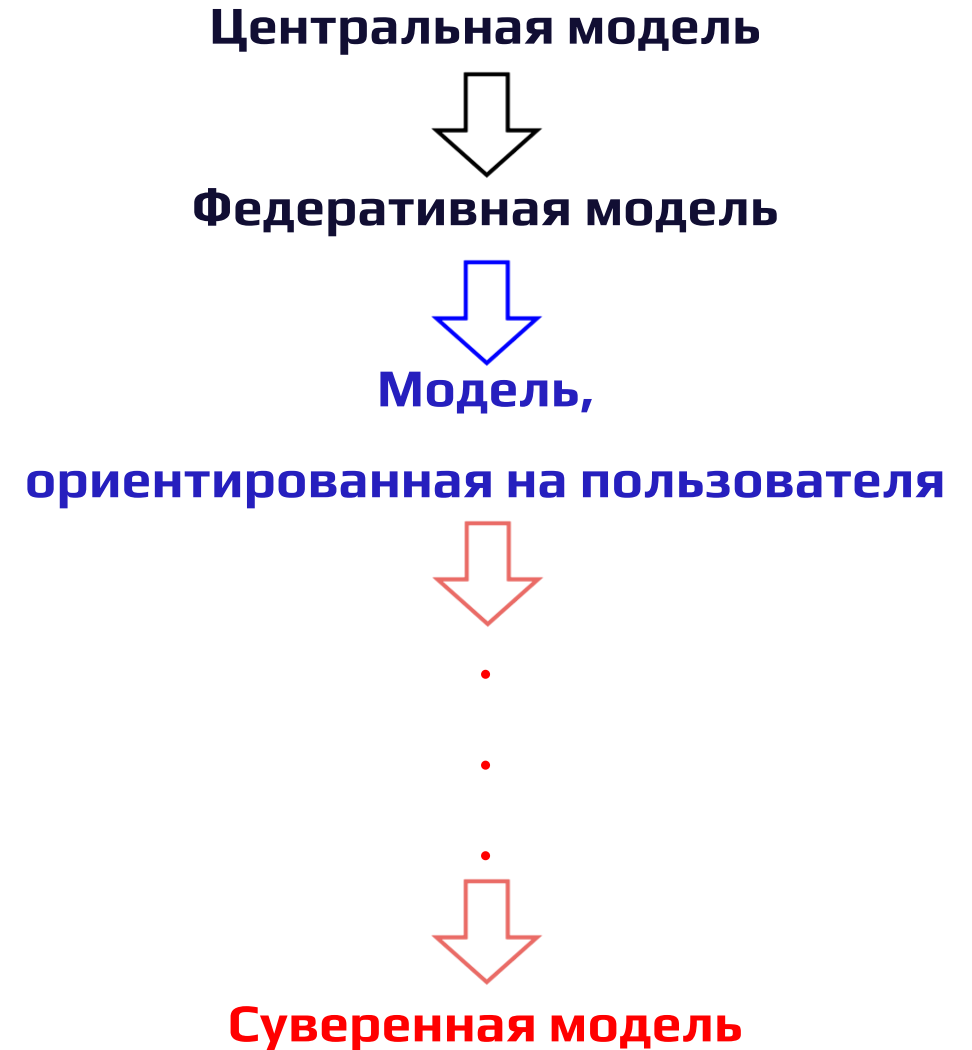 Центральная модель
Федеративная модель
Модель,
ориентированная на пользователя
.
.
.
Суверенная модель